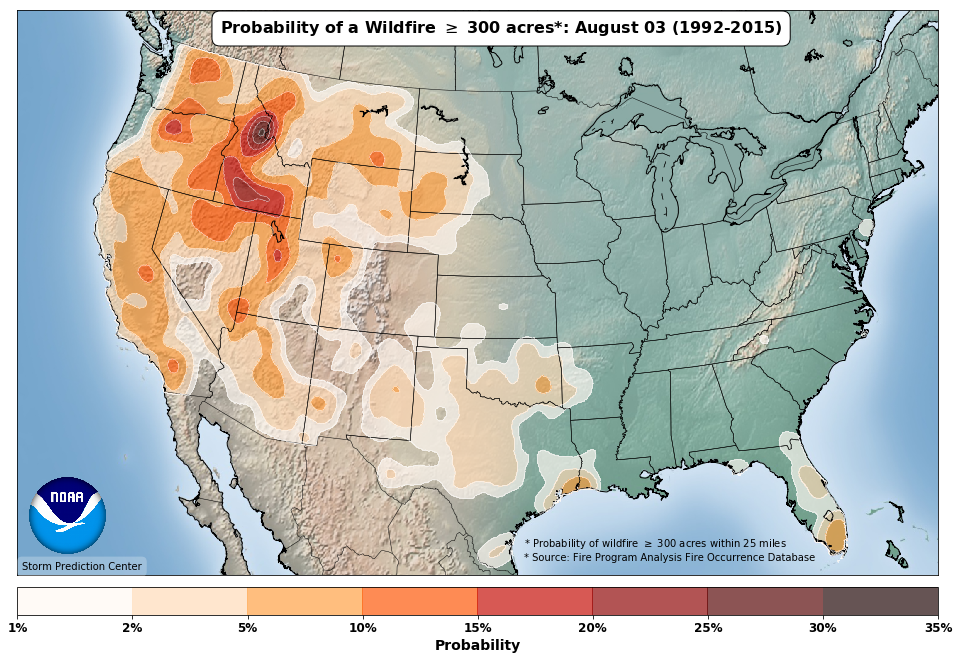 Probability of a Wildfire ≥ 300 acres*: August 03 (1992-2015)
NOAA
* Probability of wildfire ≥ 300 acres within 25 miles
* Source: Fire Program Analysis Fire Occurrence Database
Storm Prediction Center
1% 2% 5% 10% 15% 20% 25% 30% 35%
Probability